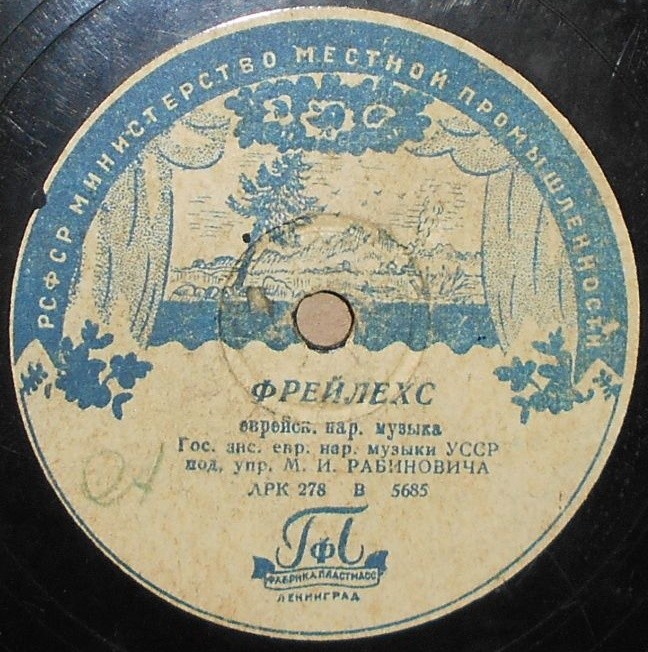 РСФСР МИНИСТЕРСТВО МЕСТНОЙ ПРОМЫШЛЕННОСТИ
ФРЕЙЛЕХС
еврейск. нар. музыка
Гос. анс. евр. нар. музыки УССР
под. упр. М. И. РАБИНОВИЧА
ЛРК 278 В 5685
ФАБРИКА ПЛАСТМАСС
ЛЕНИНГРАД